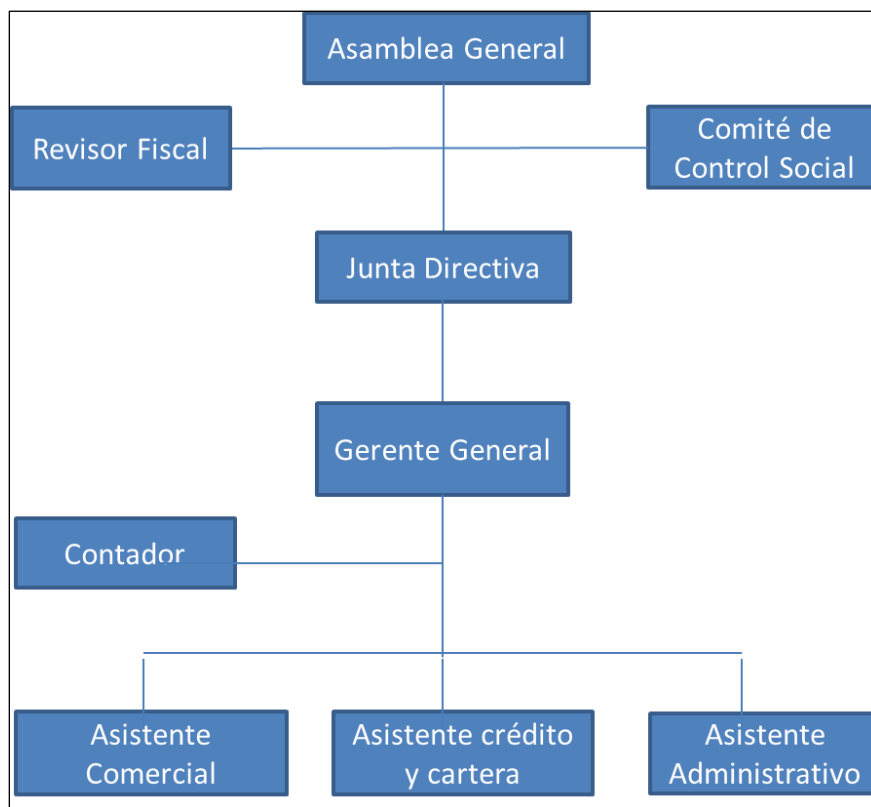 Asamblea General
Revisor Fiscal
Comité de
Control Social
Junta Directiva
Gerente General
Contador
Asistente
Comercial
Asistente crédito
y cartera
Asistente
Administrativo